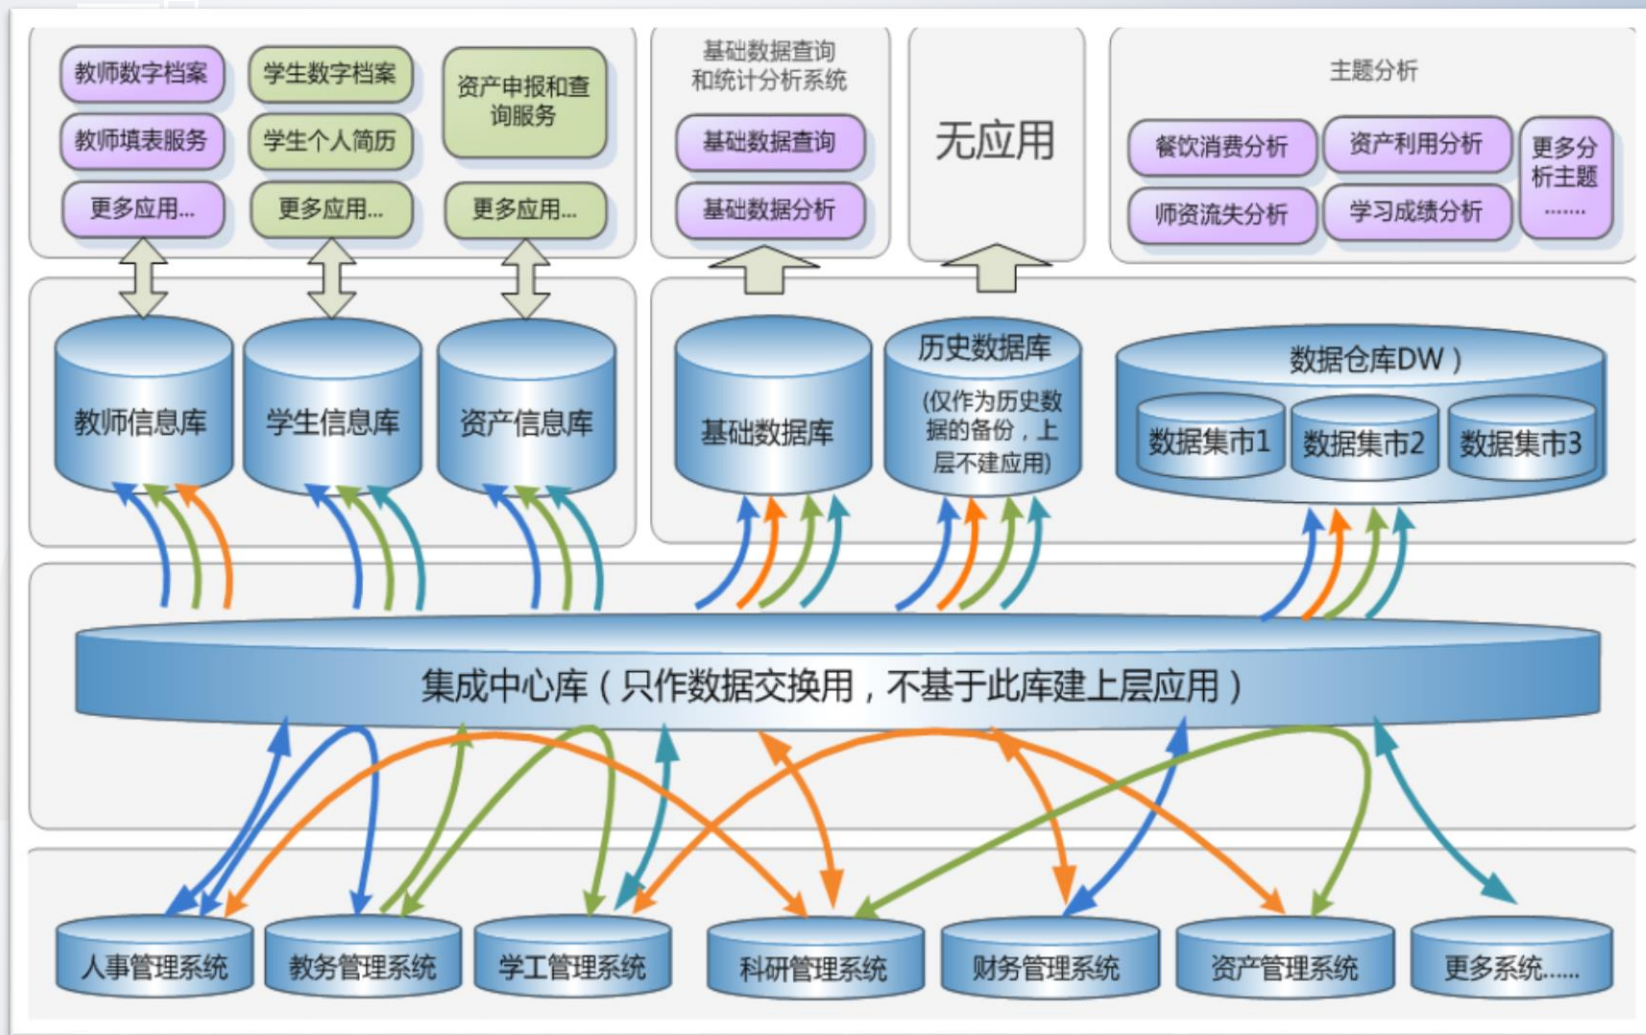 教师数字档案
教师填表服务
更多应用...
学生数字档案
学生个人简历
更多应用...
资产申报和查
询服务
更多应用...
基础数据查询
和统计分析系统
基础数据查询
基础数据分析
无应用
主题分析
餐饮消费分析
资产利用分析
师资流失分析
学习成绩分析
更多分
析主题
.......
教师信息库
学生信息库
资产信息库
基础数据库
历史数据库
(仅作为历史数
据的备份，上
层不建应用)
数据仓库DW）
数据集市1
数据集市2
数据集市3
集成中心库（只作数据交换用，不基于此库建上层应用）
人事管理系统
教务管理系统
学工管理系统
科研管理系统
财务管理系统
资产管理系统
更多系统......